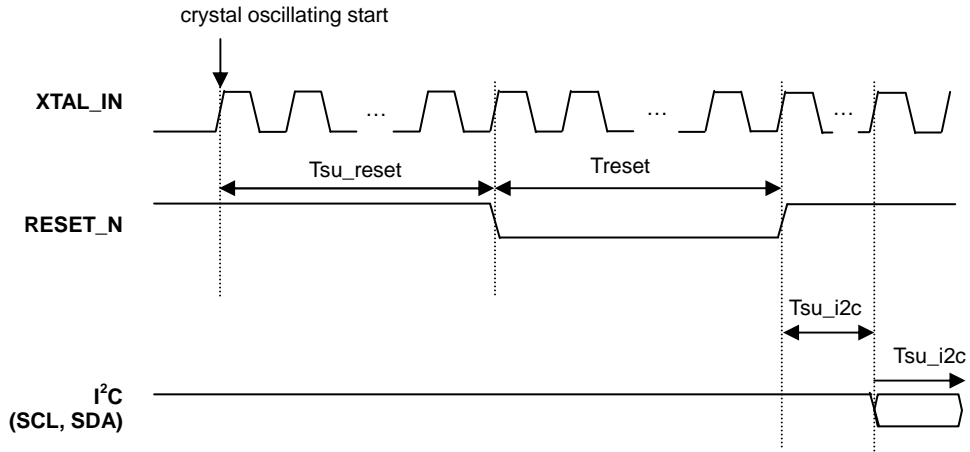 crystal oscillating start
XTAL_IN
...
...
...
Tsu_reset
Treset
RESET_N
Tsu_i2c
Tsu_i2c
I²C
(SCL, SDA)